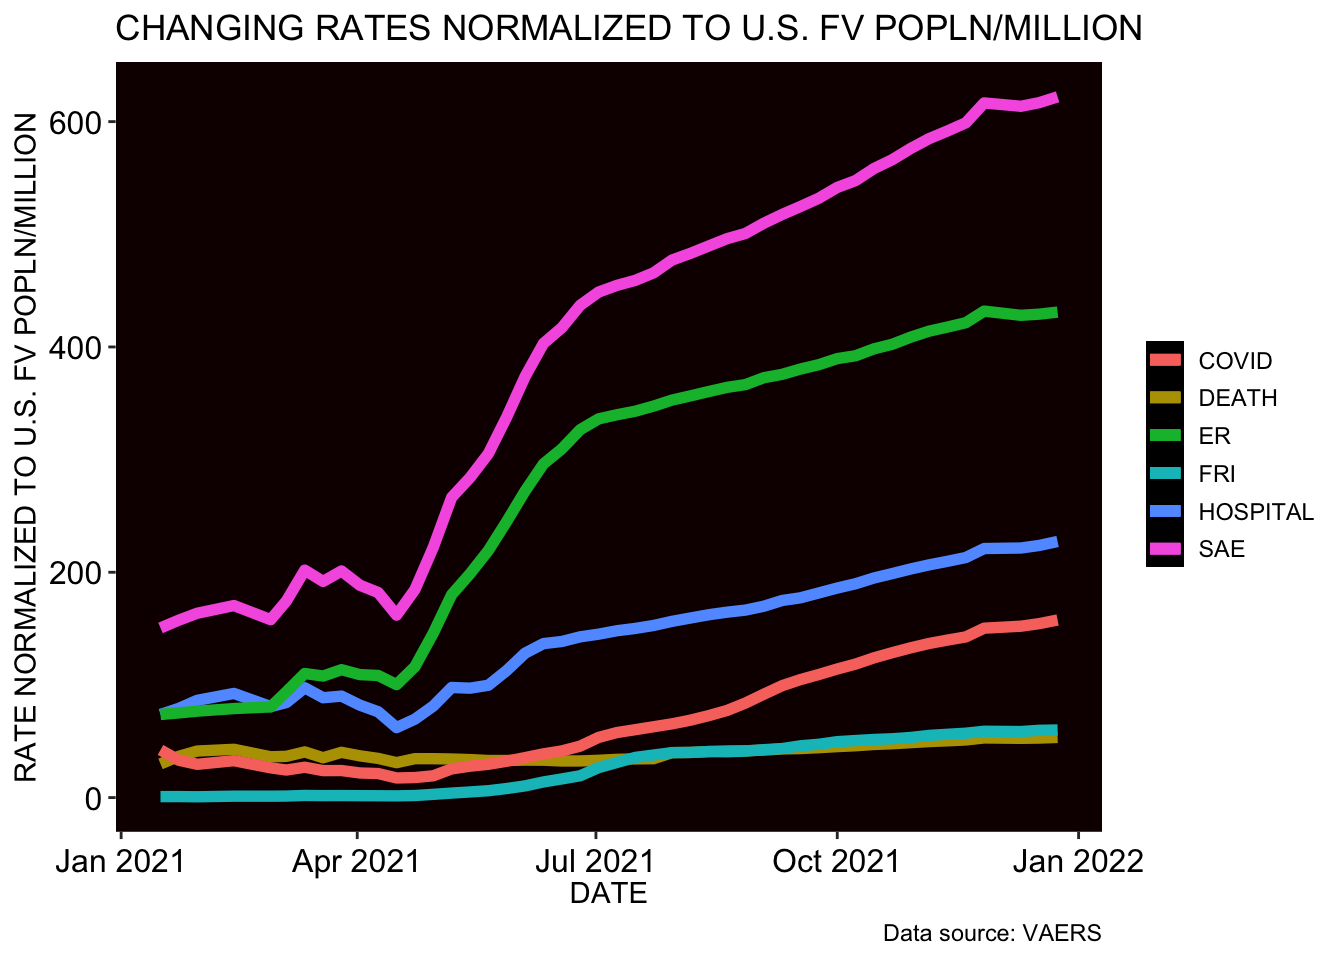 CHANGING RATES NORMALIZED TO U.S. FV POPLN/MILLION
RATE NORMALIZED TO U.S. FV POPLN/MILLION
600
400
200
0
Jan 2021
Apr 2021
Jul 2021
Oct 2021
Jan 2022
DATE
COVID
DEATH
ER
FRI
HOSPITAL
SAE
Data source: VAERS